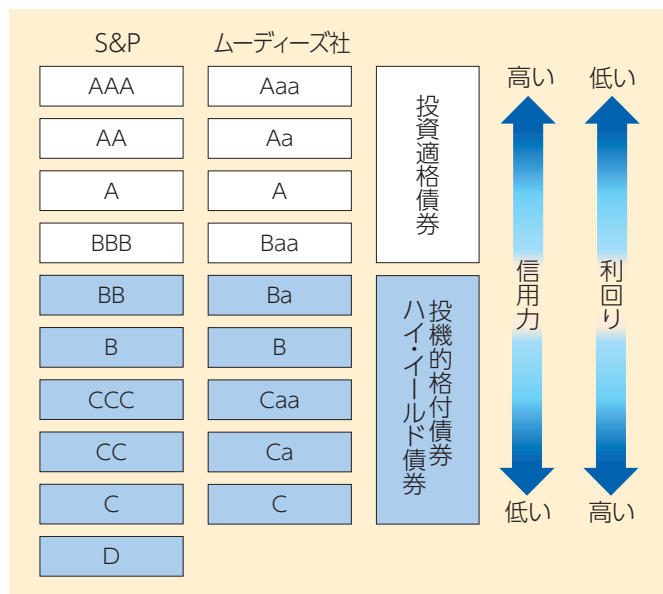 S&P
ムーディーズ社
AAA
Aaa
AA
Aa
A
A
BBB
Baa
BB
Ba
B
B
CCC
Caa
CC
Ca
C
C
D
投資適格債券
投機的格付債券
ハイ・イールド債券
高い
信用力
低い
低い
利回り
高い